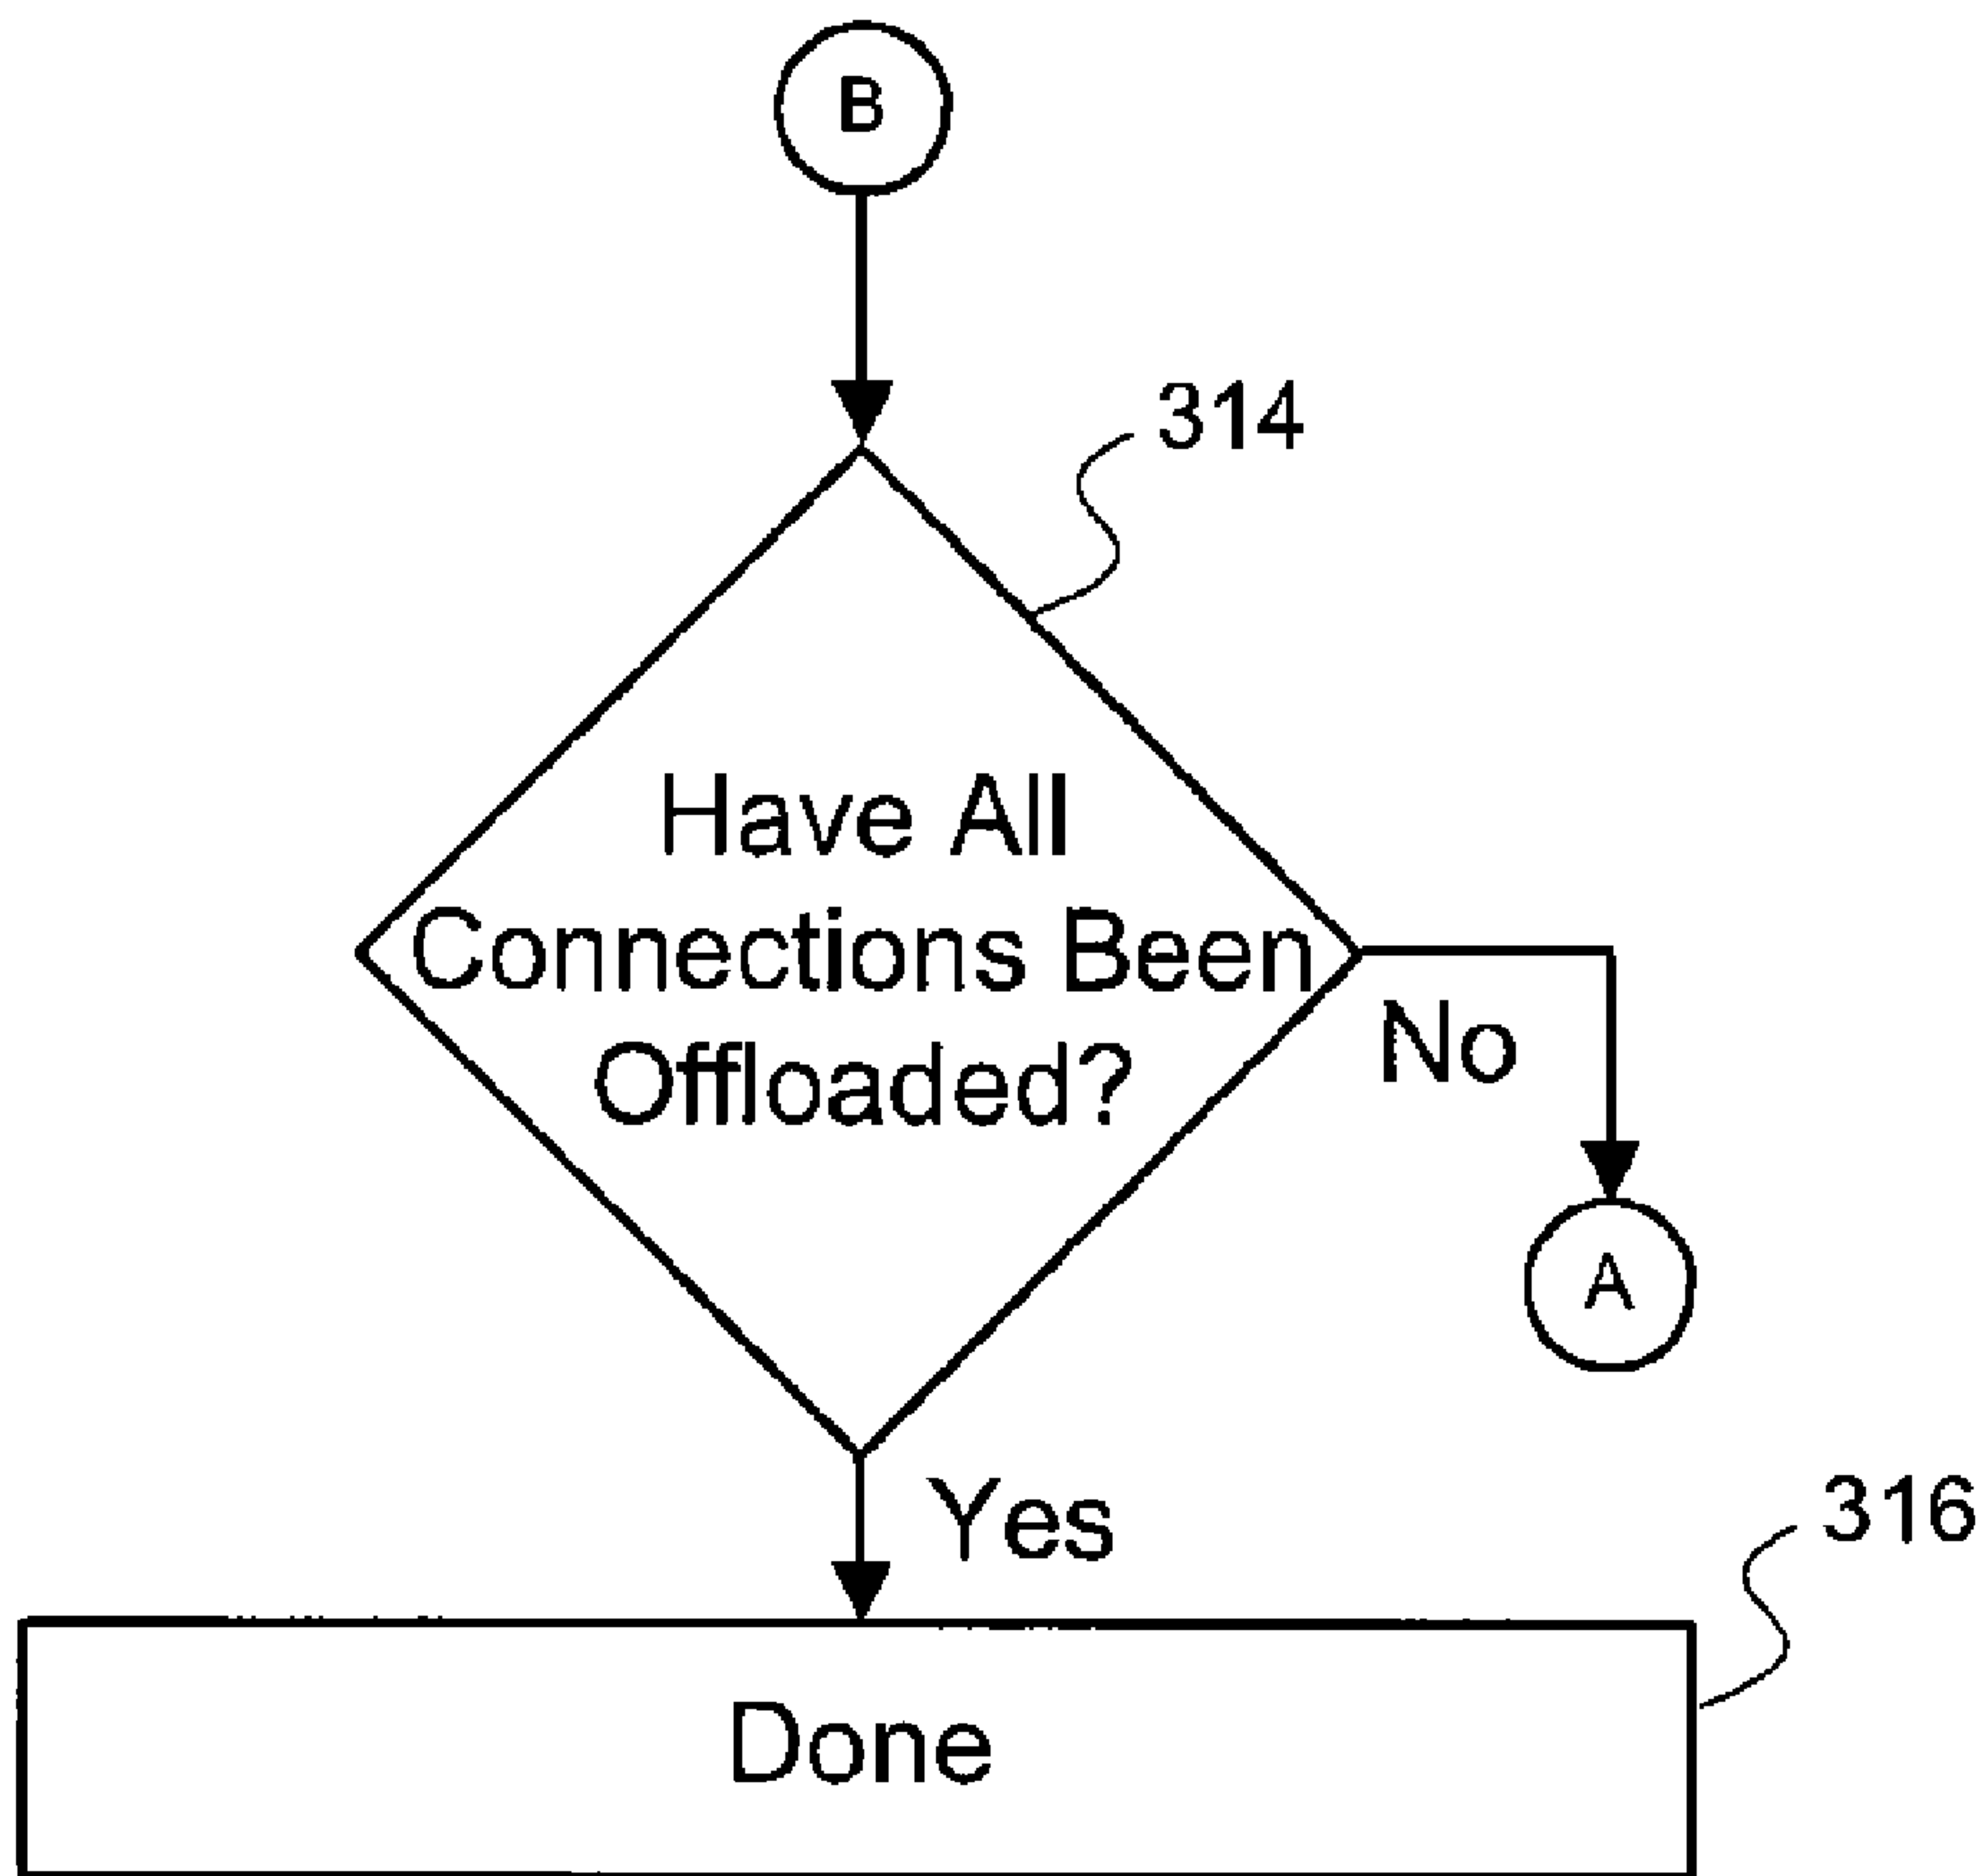 B
314
Have All
Connections Been
Offloaded?
No
A
Yes
316
Done